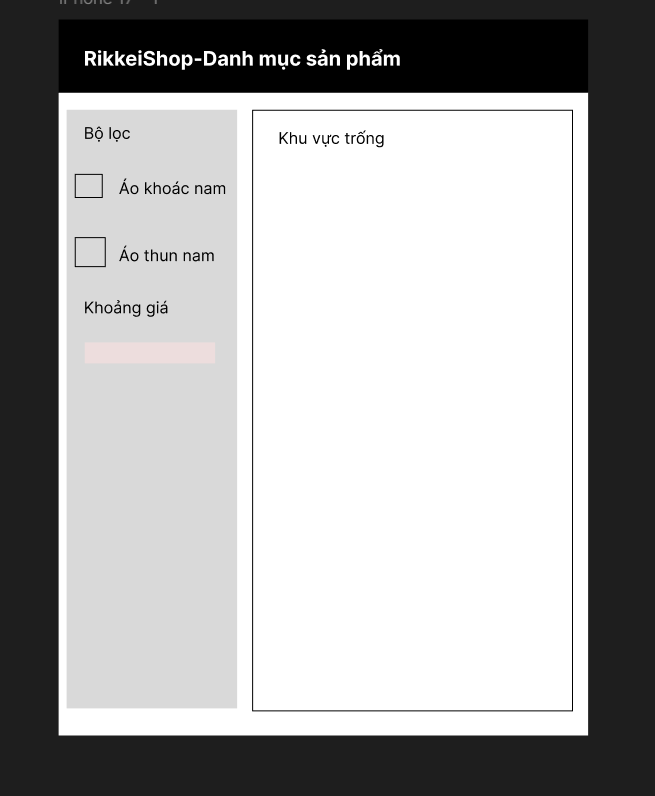 RikkeiShop-Danh mục sản phẩm
Bộ lọc
Khu vực trống
Áo khoác nam
Áo thun nam
Khoảng giá